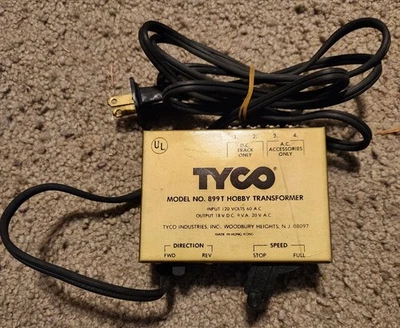 1. 2. 3. 4.
D.C. A.C.
TRACK ACCESSORIES
ONLY ONLY
UL
TYCO
MODEL NO. 899T HOBBY TRANSFORMER
INPUT 120 VOLTS 60 A C
OUTPUT 18 V D.C. 9 V.A. 20 V A.C.
TYCO INDUSTRIES, INC., WOODBURY HEIGHTS, N. J. 08097
MADE IN HONG KONG
DIRECTION SPEED
FWD REV STOP FULL